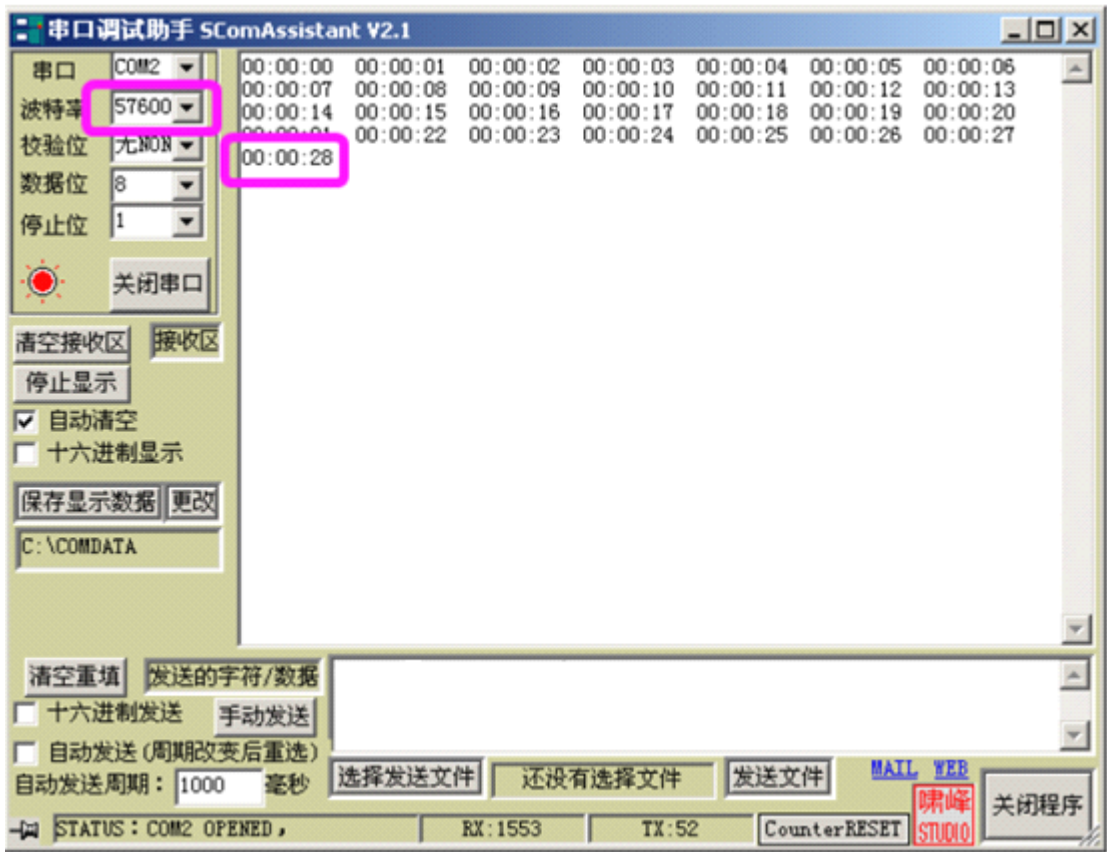 串口调试助手 SComAssistant V2.1
串口 COM2
波特率 57600
校验位 无NON
数据位 8
停止位 1
关闭串口
清空接收区 接收区
停止显示
自动清空
十六进制显示
保存显示数据 更改
C:\COMDATA
00:00:00 00:00:01 00:00:02 00:00:03 00:00:04 00:00:05 00:00:06
00:00:07 00:00:08 00:00:09 00:00:10 00:00:11 00:00:12 00:00:13
00:00:14 00:00:15 00:00:16 00:00:17 00:00:18 00:00:19 00:00:20
00:00:21 00:00:22 00:00:23 00:00:24 00:00:25 00:00:26 00:00:27
00:00:28
清空重填 发送的字符/数据
十六进制发送 手动发送
自动发送(周期改变后重选)
自动发送周期: 1000 毫秒 选择发送文件 还没有选择文件 发送文件 MAIL WEB
啸峰
STUDIO
关闭程序
STATUS:COM2 OPENED, RX:1553 TX:52 CounterRESET